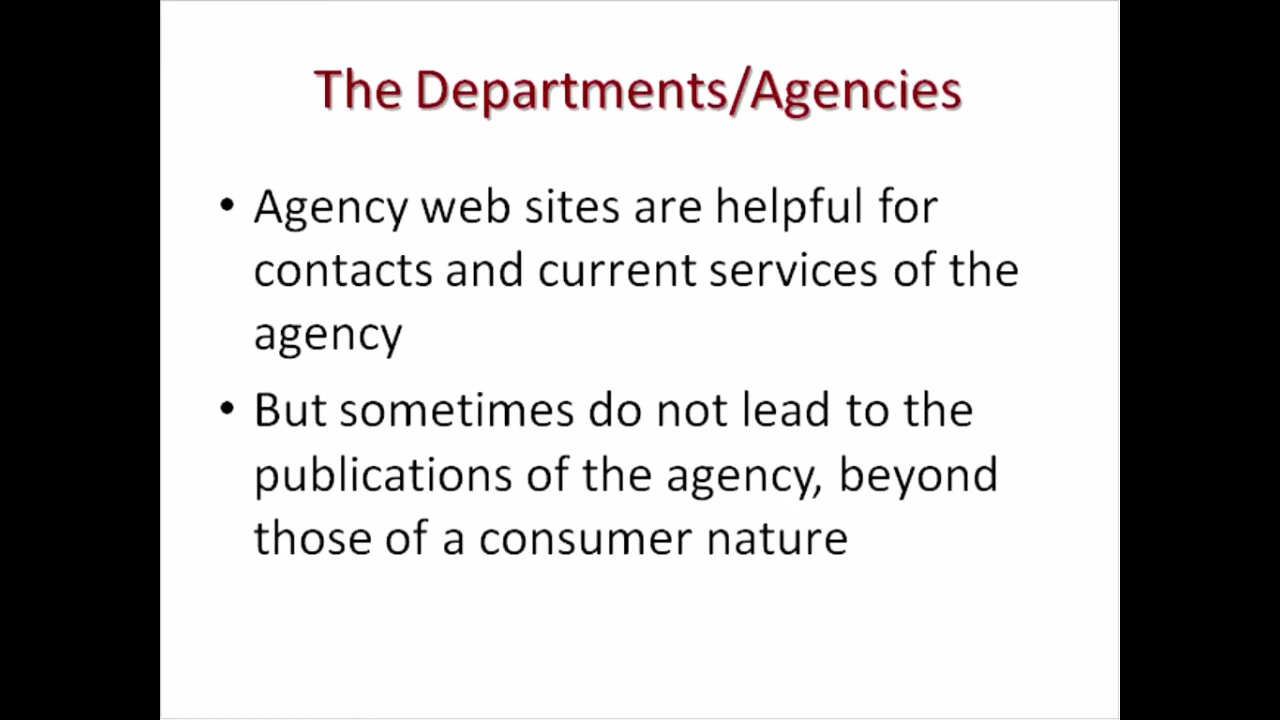 The Departments/Agencies
• Agency web sites are helpful for
contacts and current services of the
agency
• But sometimes do not lead to the
publications of the agency, beyond
those of a consumer nature